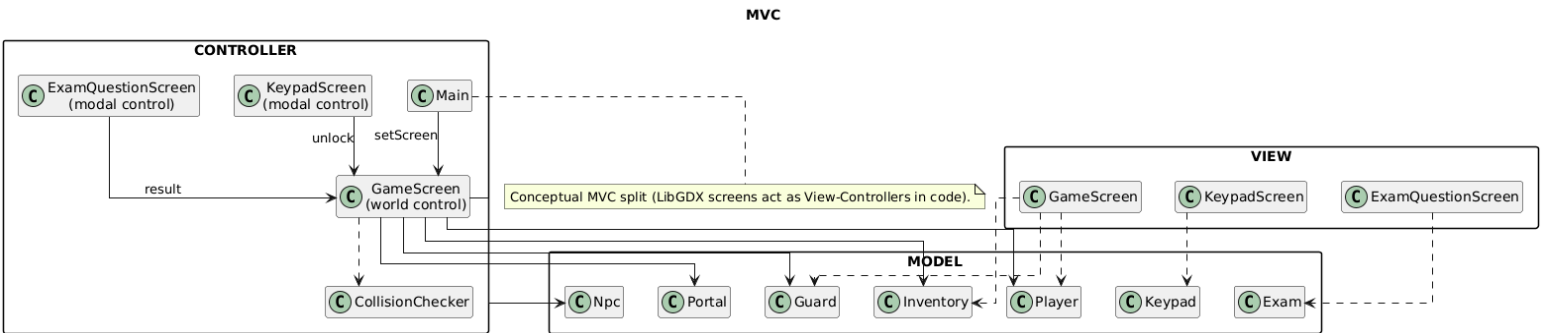 MVC
CONTROLLER
C ExamQuestionScreen
(modal control)
C KeypadScreen
(modal control)
C Main
unlock
setScreen
result
C GameScreen
(world control)
C CollisionChecker
Conceptual MVC split (LibGDX screens act as View-Controllers in code).
VIEW
C GameScreen
C KeypadScreen
C ExamQuestionScreen
MODEL
C Npc
C Portal
C Guard
C Inventory
C Player
C Keypad
C Exam